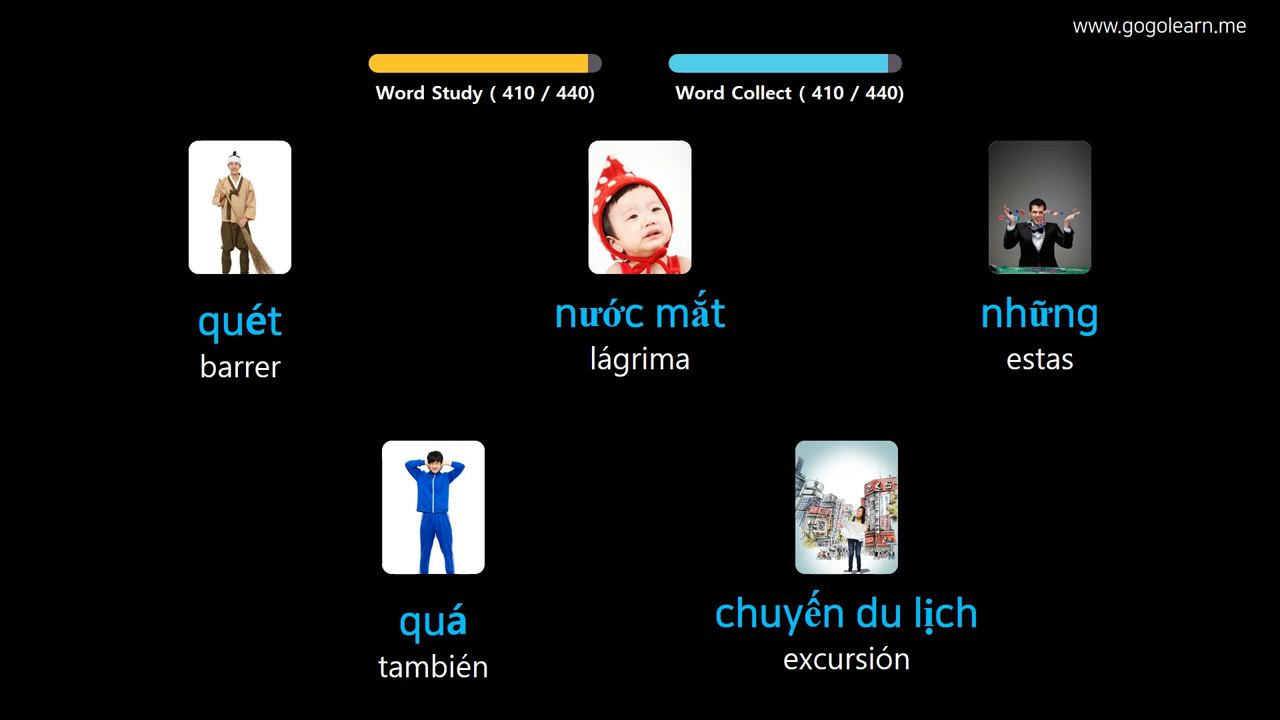 www.gogolearn.me
Word Study ( 410 / 440)
Word Collect ( 410 / 440)
quét
barrer
nước mắt
lágrima
những
estas
quá
también
chuyến du lịch
excursión